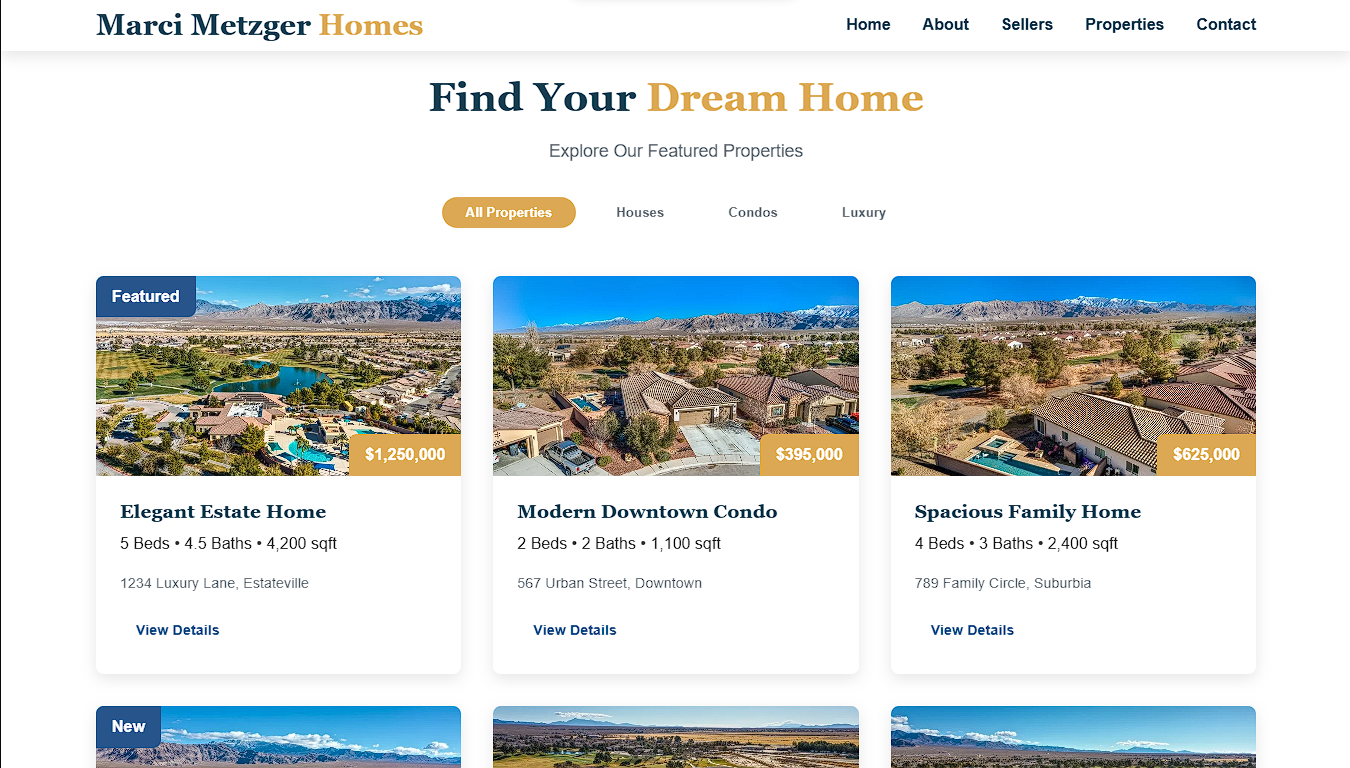 Marci Metzger Homes
Home About Sellers Properties Contact
Find Your Dream Home
Explore Our Featured Properties
All Properties Houses Condos Luxury
Featured
$1,250,000
$395,000
$625,000
Elegant Estate Home
5 Beds • 4.5 Baths • 4,200 sqft
1234 Luxury Lane, Estateville
View Details
Modern Downtown Condo
2 Beds • 2 Baths • 1,100 sqft
567 Urban Street, Downtown
View Details
Spacious Family Home
4 Beds • 3 Baths • 2,400 sqft
789 Family Circle, Suburbia
View Details
New